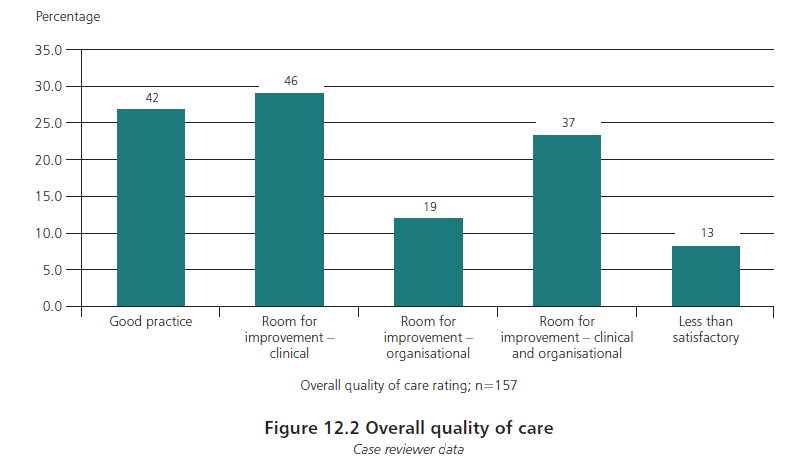 Percentage
35.0
30.0
25.0
20.0
15.0
10.0
5.0
0.0
42
46
19
37
13
Good practice
Room for
improvement –
clinical
Room for
improvement –
organisational
Room for
improvement – clinical
and organisational
Less than
satisfactory
Overall quality of care rating; n=157
Figure 12.2 Overall quality of care
Case reviewer data